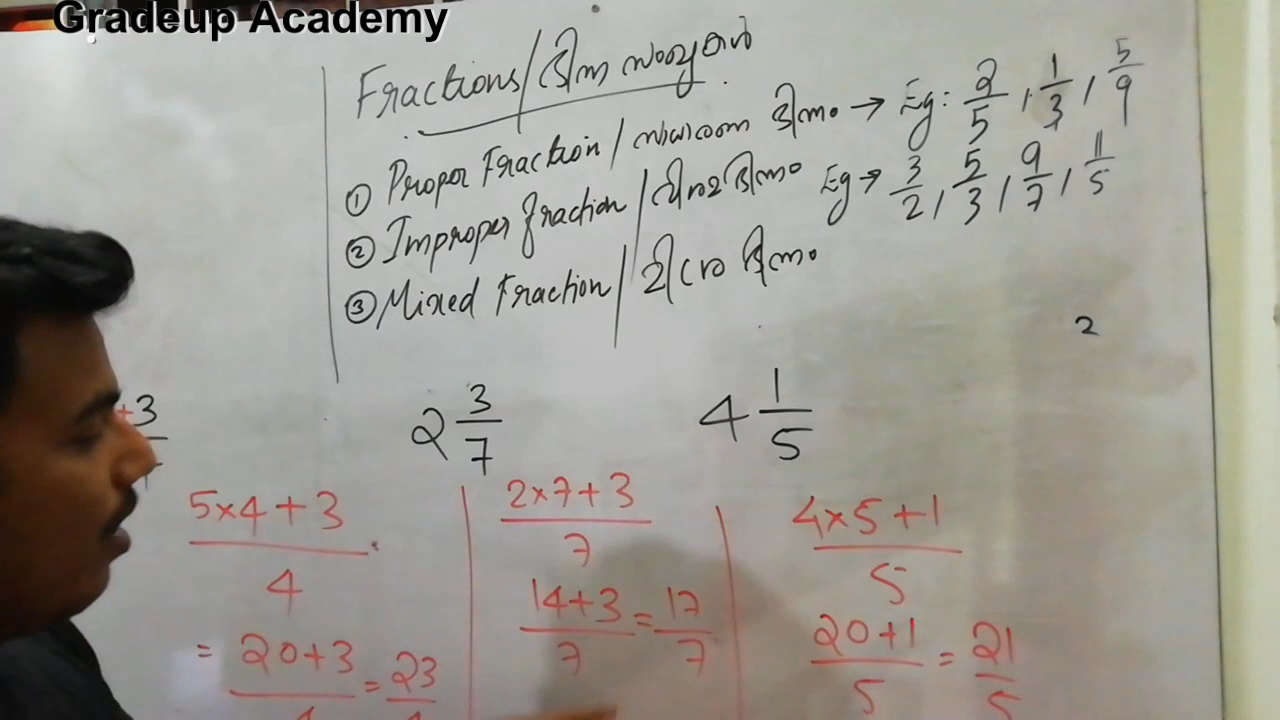 Gradeup Academy
Fractions/ഭിന്ന സംഖ്യകൾ
① Proper Fraction/സാധാരണ ഭിന്നം → Eg: 2/5, 1/3, 5/9
② Improper fraction/വിഷമഭിന്നം Eg → 3/2, 5/3, 9/7, 11/5
③ Mixed Fraction/മിശ്ര ഭിന്നം
2
+3
2 3/7
4 1/5
5×4+3
4
= 20+3/4 = 23/4
2×7+3
7
14+3/7 = 17/7
4×5+1
5
20+1/5 = 21/5